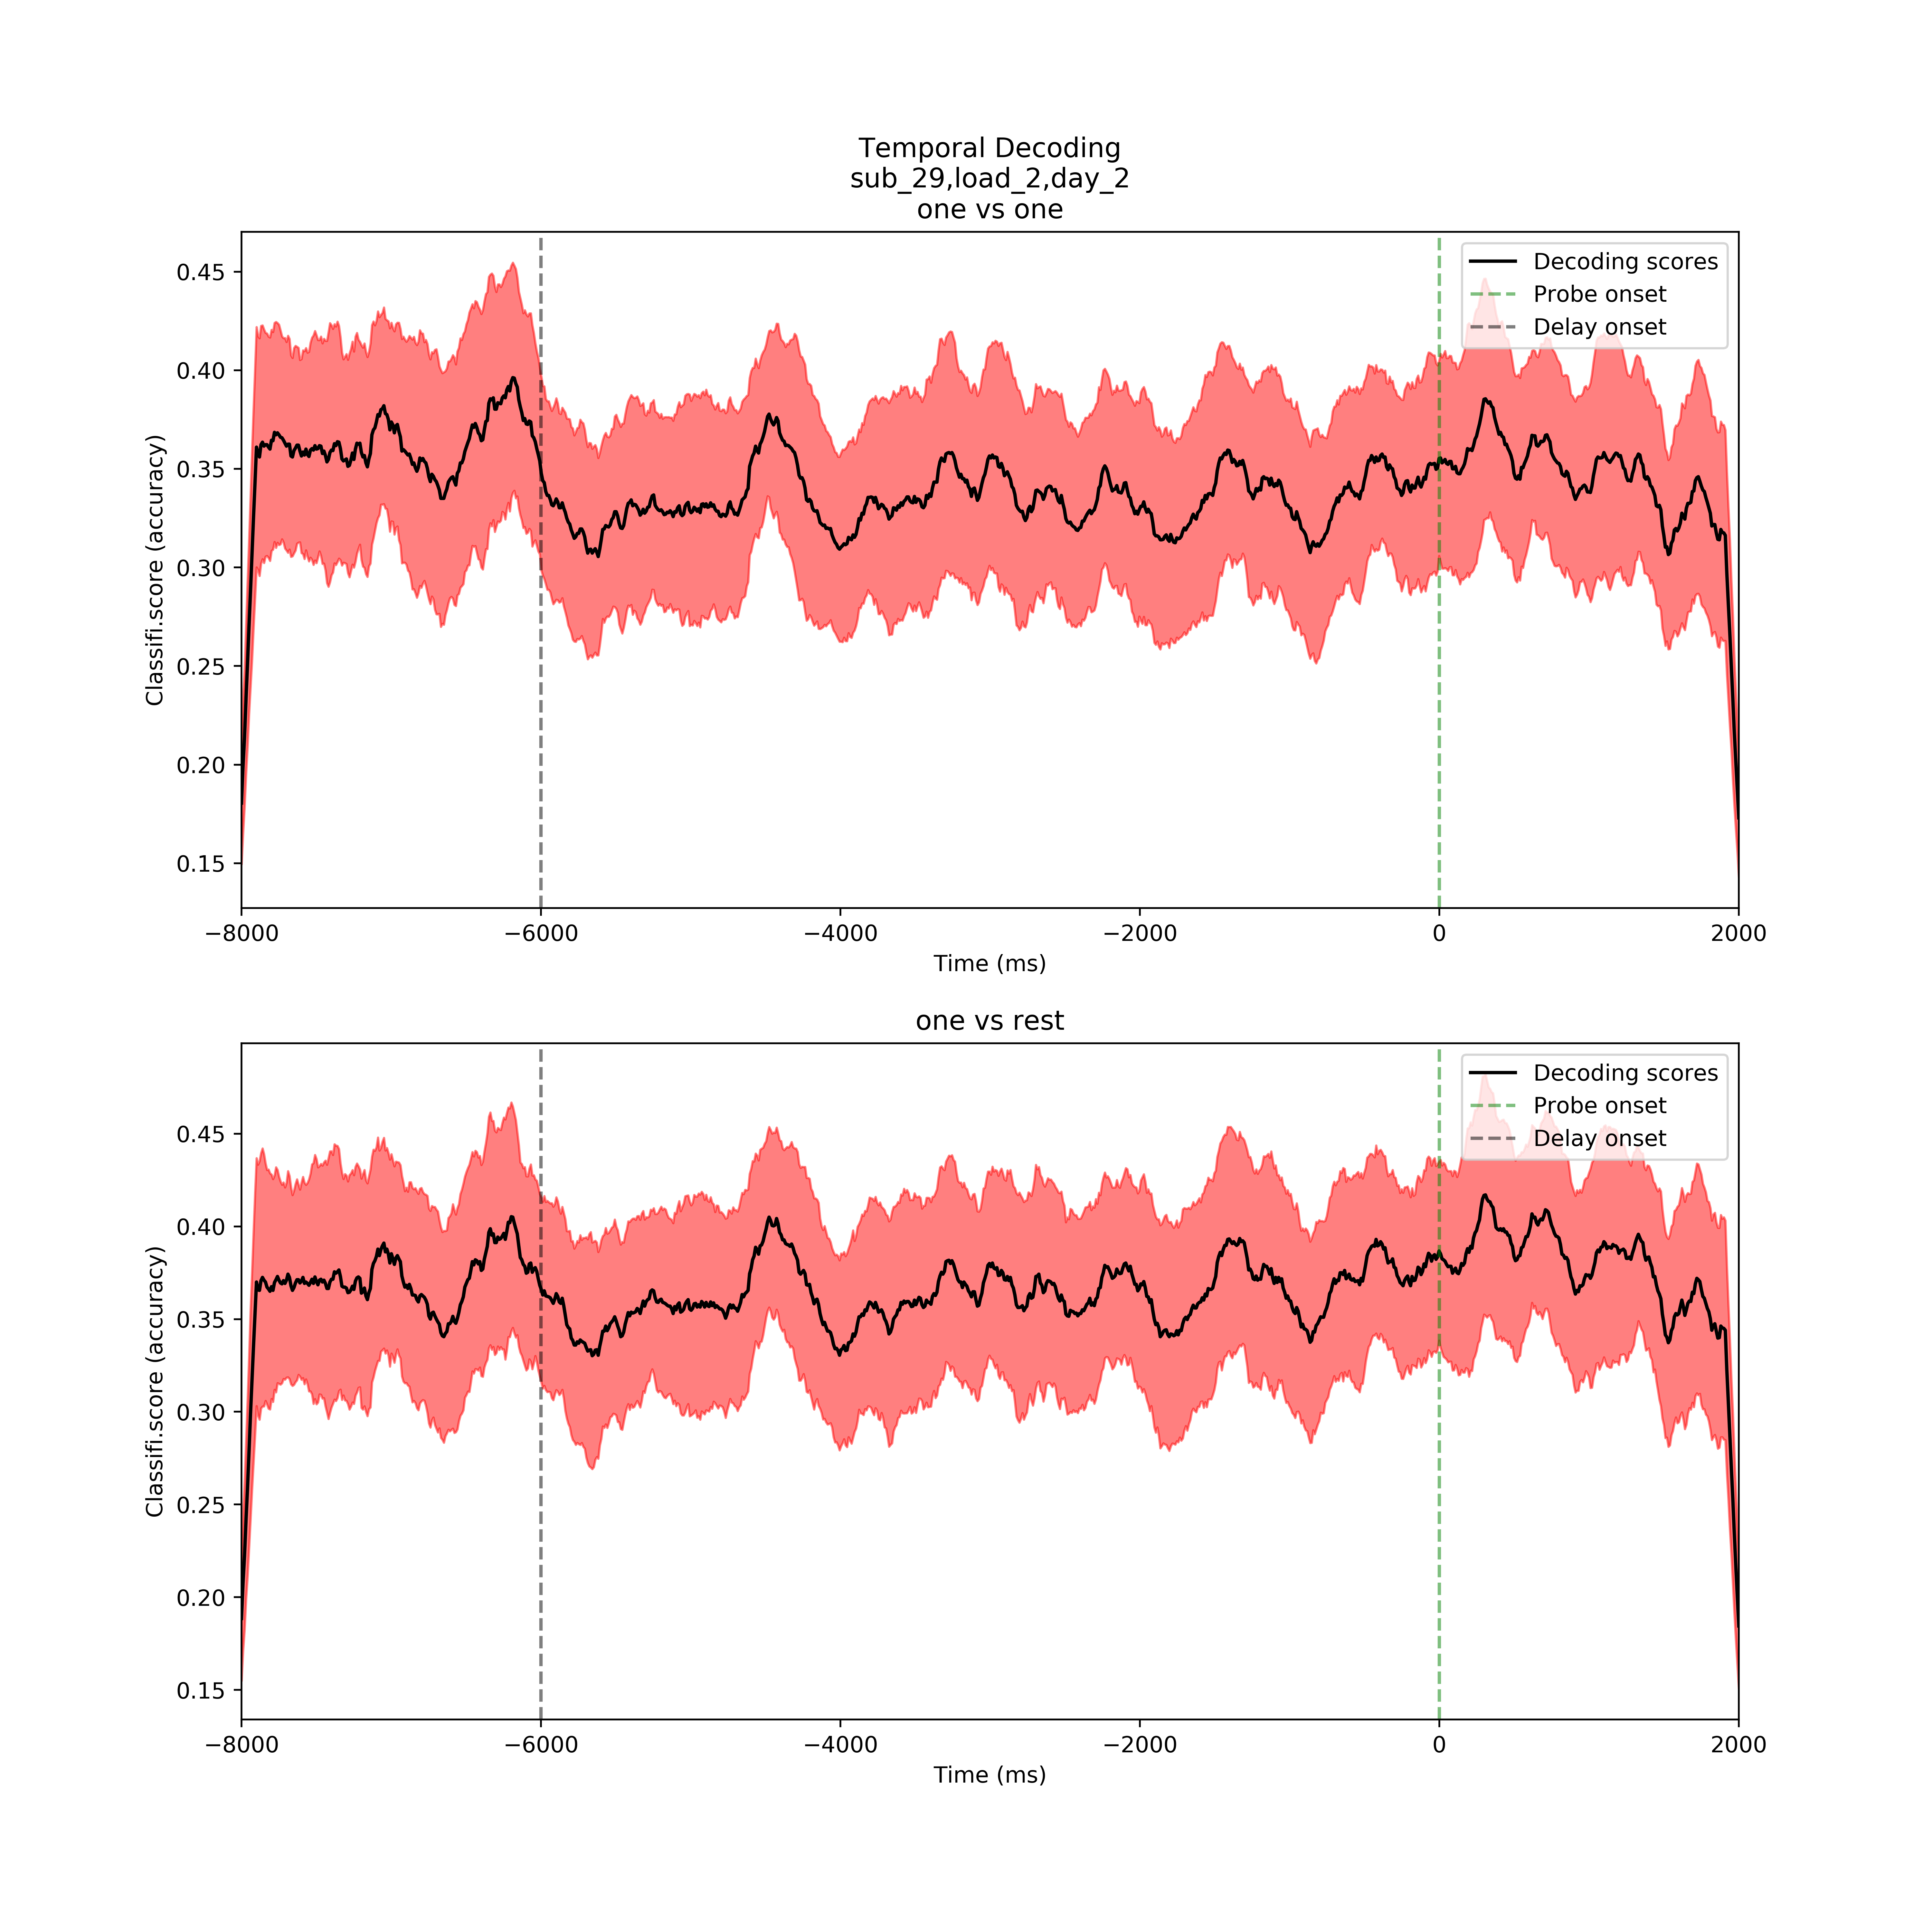 Temporal Decoding
sub_29,load_2,day_2
one vs one
Classifi.score (accuracy)
0.45
0.40
0.35
0.30
0.25
0.20
0.15
Decoding scores
Probe onset
Delay onset
−8000 −6000 −4000 −2000 0 2000
Time (ms)
one vs rest
Classifi.score (accuracy)
0.45
0.40
0.35
0.30
0.25
0.20
0.15
Decoding scores
Probe onset
Delay onset
−8000 −6000 −4000 −2000 0 2000
Time (ms)